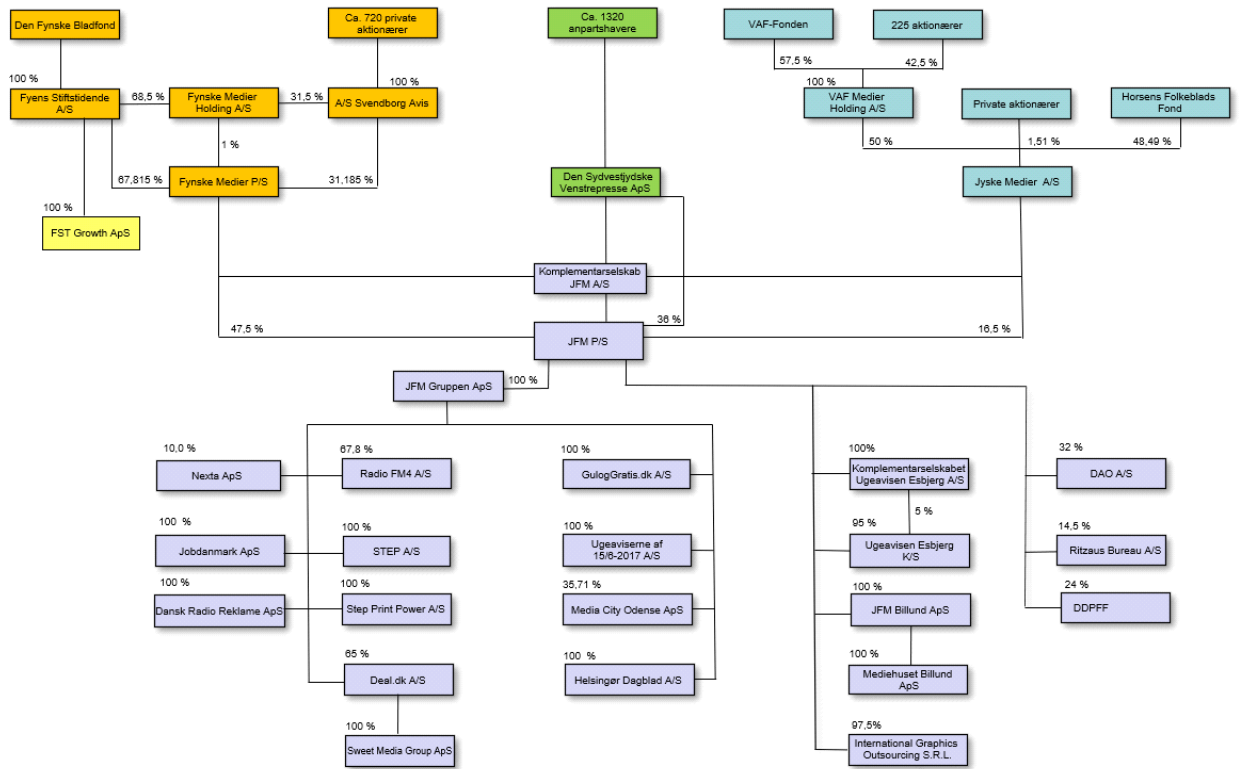 Den Fynske Bladfond
Ca. 720 private
aktionærer
Ca. 1320
anpartshavere
VAF-Fonden
225 aktionærer
100 %
100 %
57,5 %
42,5 %
100 %
Fyens Stiftstidende
A/S
68,5 %
Fynske Medier
Holding A/S
31,5 %
A/S Svendborg Avis
VAF Medier
Holding A/S
Private aktionærer
Horsens Folkeblads
Fond
1 %
50 %
1,51 %
48,49 %
67,815 %
Fynske Medier P/S
31,185 %
Den Sydvestjydske
Venstrepresse ApS
Jyske Medier A/S
100 %
FST Growth ApS
Komplementarselskab
JFM A/S
47,5 %
36 %
16,5 %
JFM P/S
JFM Gruppen ApS
100 %
10,0 %
67,8 %
100 %
100%
32 %
Nexta ApS
Radio FM4 A/S
GulogGratis.dk A/S
Komplementarselskabet
Ugeavisen Esbjerg A/S
DAO A/S
5 %
100 %
100 %
100 %
95 %
14,5 %
Jobdanmark ApS
STEP A/S
Ugeaviserne af
15/6-2017 A/S
Ugeavisen Esbjerg
K/S
Ritzaus Bureau A/S
100 %
100 %
35,71 %
100 %
24 %
Dansk Radio Reklame ApS
Step Print Power A/S
Media City Odense ApS
JFM Billund ApS
DDPFF
65 %
100 %
100 %
Deal.dk A/S
Helsingør Dagblad A/S
Mediehuset Billund
ApS
100 %
97,5%
Sweet Media Group ApS
International Graphics
Outsourcing S.R.L.